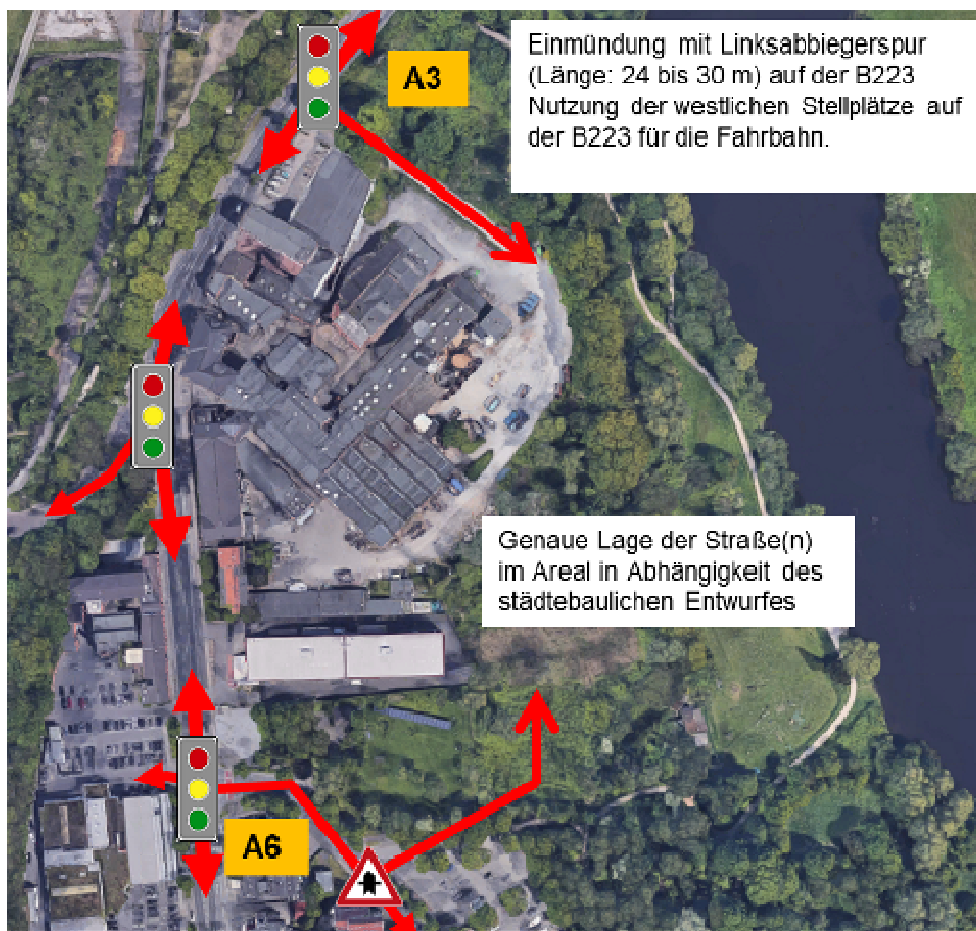 A3
Einmündung mit Linksabbiegerspur
(Länge: 24 bis 30 m) auf der B223
Nutzung der westlichen Stellplätze auf
der B223 für die Fahrbahn.
Genaue Lage der Straße(n)
im Areal in Abhängigkeit des
städtebaulichen Entwurfes
A6